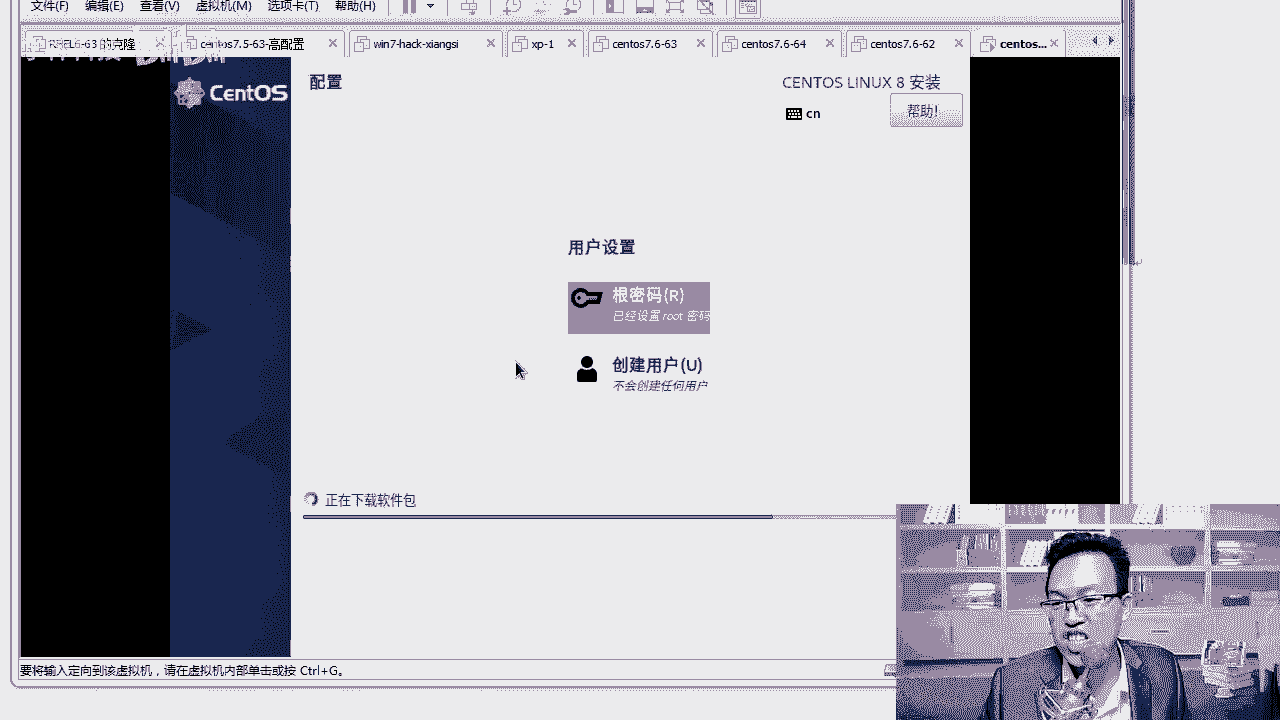 文件(F) 编辑(E) 查看(V) 虚拟机(M) 选项卡(T) 帮助(H)
的克隆 centos7.5-63-高配置 win7-hack-xiangsi xp-1 centos7.6-63 centos7.6-64 centos7.6-62 centos...
CentOS
配置
CENTOS LINUX 8 安装
cn
帮助!
用户设置
根密码(R)
已经设置 root 密码
创建用户(U)
不会创建任何用户
正在下载软件包
要将输入定向到该虚拟机，请在虚拟机内部单击或按 Ctrl+G。